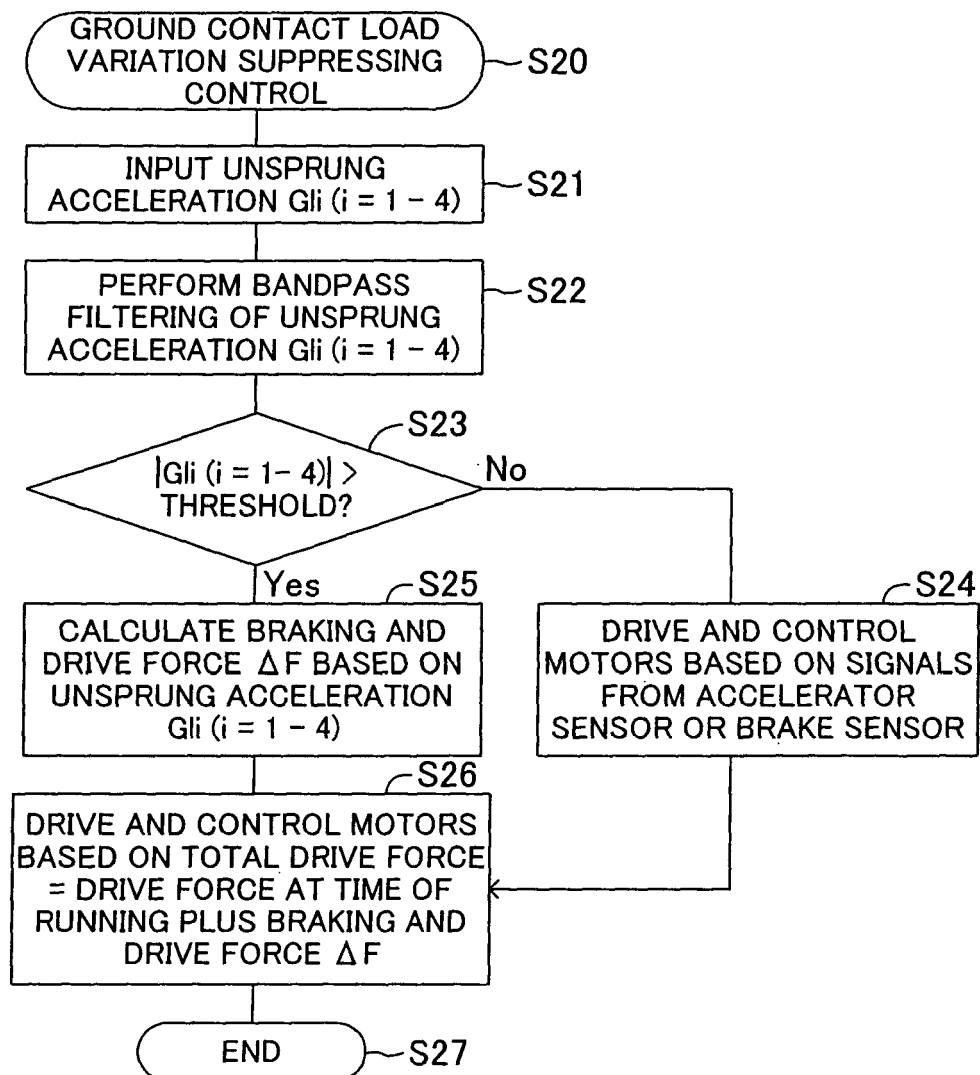 GROUND CONTACT LOAD
VARIATION SUPPRESSING
CONTROL
S20
INPUT UNSPRUNG
ACCELERATION Gli (i = 1 - 4)
S21
PERFORM BANDPASS
FILTERING OF UNSPRUNG
ACCELERATION Gli (i = 1 - 4)
S22
S23
|Gli (i = 1- 4)| >
THRESHOLD?
No
Yes
S25
CALCULATE BRAKING AND
DRIVE FORCE ΔF BASED ON
UNSPRUNG ACCELERATION
Gli (i = 1 - 4)
S24
DRIVE AND CONTROL
MOTORS BASED ON SIGNALS
FROM ACCELERATOR
SENSOR OR BRAKE SENSOR
S26
DRIVE AND CONTROL MOTORS
BASED ON TOTAL DRIVE FORCE
= DRIVE FORCE AT TIME OF
RUNNING PLUS BRAKING AND
DRIVE FORCE ΔF
END
S27